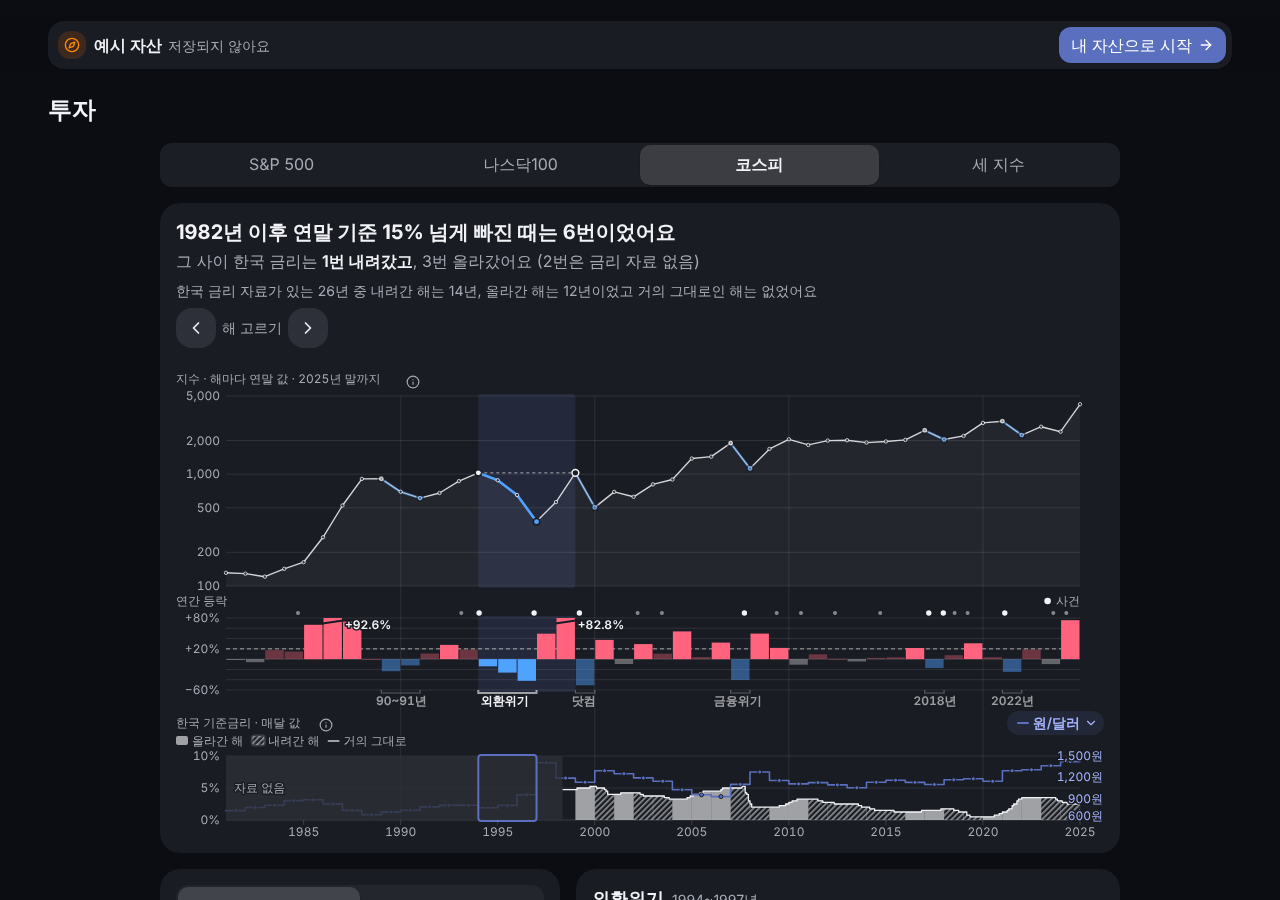 예시 자산 저장되지 않아요
내 자산으로 시작 →
투자
S&P 500 나스닥100 코스피 세 지수
1982년 이후 연말 기준 15% 넘게 빠진 때는 6번이었어요
그 사이 한국 금리는 1번 내려갔고, 3번 올라갔어요 (2번은 금리 자료 없음)
한국 금리 자료가 있는 26년 중 내려간 해는 14년, 올라간 해는 12년이었고 거의 그대로인 해는 없었어요
해 고르기
지수 · 해마다 연말 값 · 2025년 말까지
5,000
2,000
1,000
500
200
100
연간 등락
사건
+80%
+92.6% +82.8%
+20%
−60%
90~91년 외환위기 닷컴 금융위기 2018년 2022년
한국 기준금리 · 매달 값
원/달러
올라간 해 내려간 해 거의 그대로
10% 1,500원
1,200원
5% 자료 없음
900원
0% 600원
1985 1990 1995 2000 2005 2010 2015 2020 2025
외환위기 1994~1997년